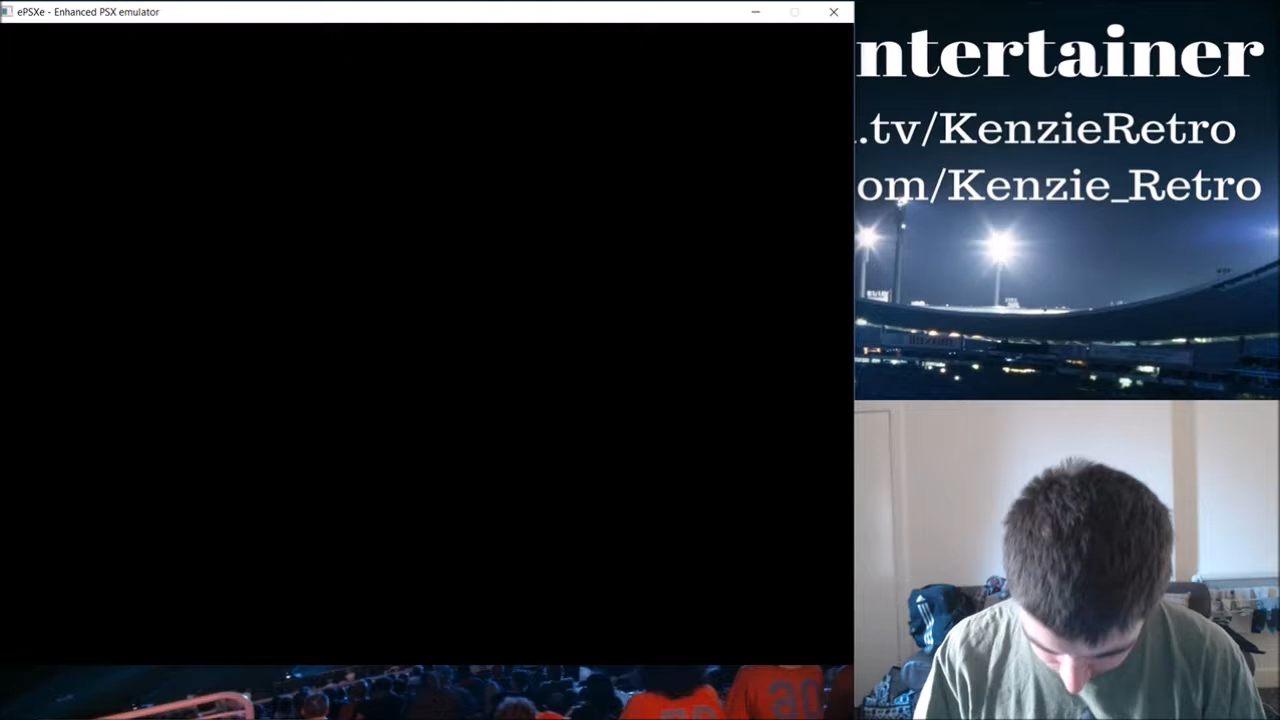 ePSXe - Enhanced PSX emulator
ntertainer
.tv/KenzieRetro
om/Kenzie_Retro